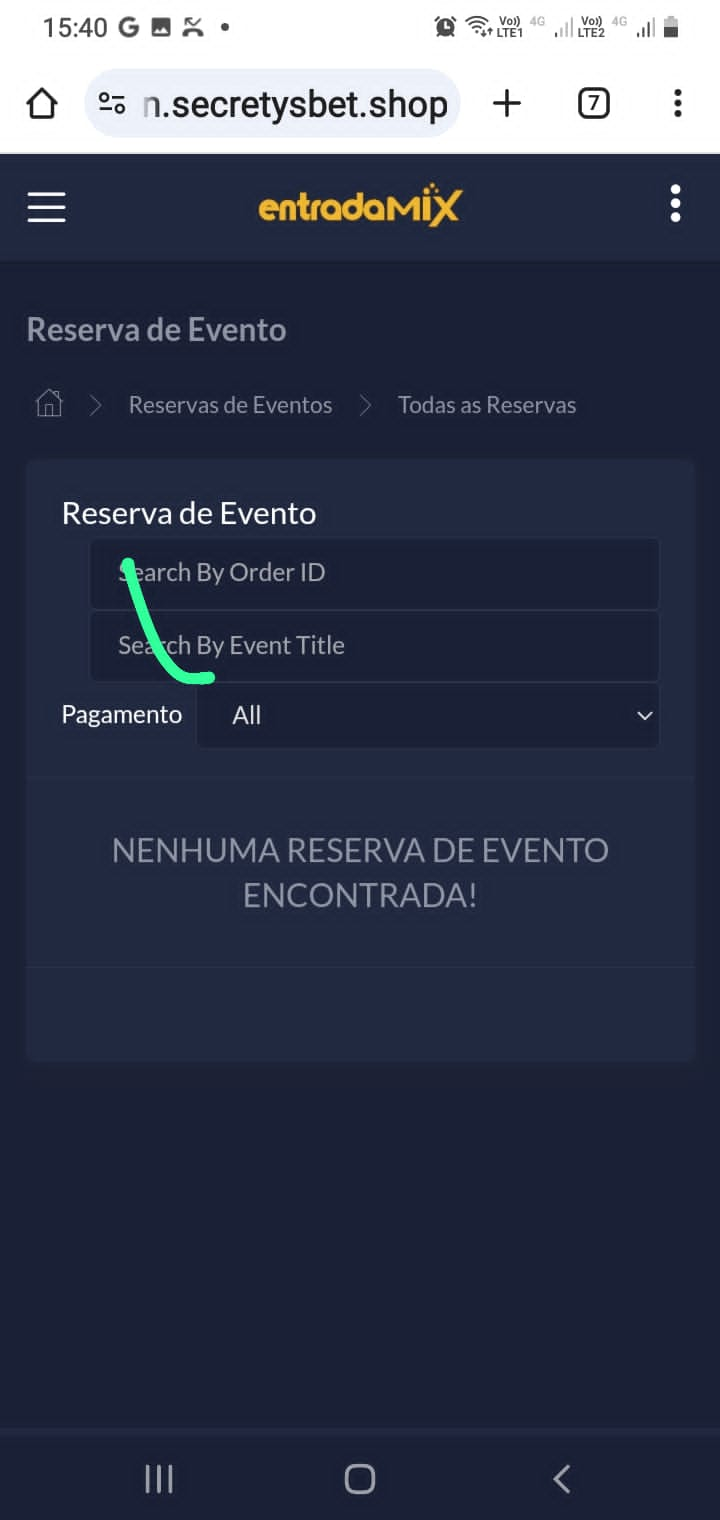 15:40
Vo)) LTE1 4G Vo)) LTE2 4G
n.secretysbet.shop
7
entradaMIX
Reserva de Evento
Reservas de Eventos
Todas as Reservas
Reserva de Evento
Search By Order ID
Search By Event Title
Pagamento
All
NENHUMA RESERVA DE EVENTO
ENCONTRADA!